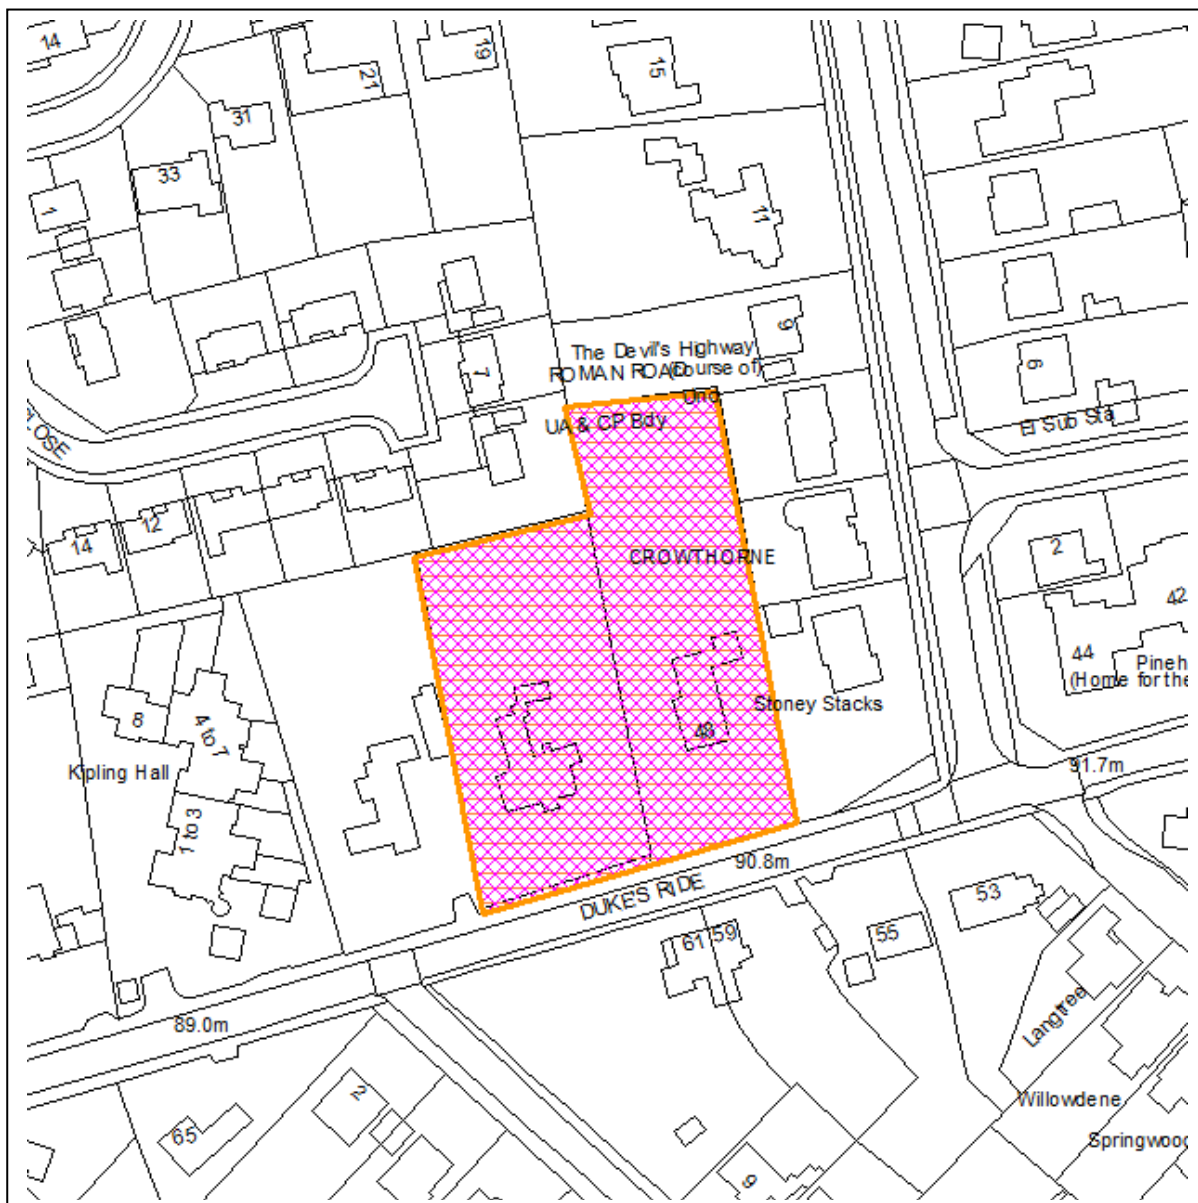 14
21
19
15
31
33
1
11
9
The Devil's Highway
ROMAN ROAD (course of)
Und
7
6
UA & CP Bdy
El Sub Sta
14
12
CROWTHORNE
2
42
44
(Home for the
8
4 to 7
48
Stoney Stacks
Kipling Hall
91.7m
1 to 3
90.8m
DUKE'S RIDE
53
61
59
55
89.0m
Langtree
2
65
Willowdene
9